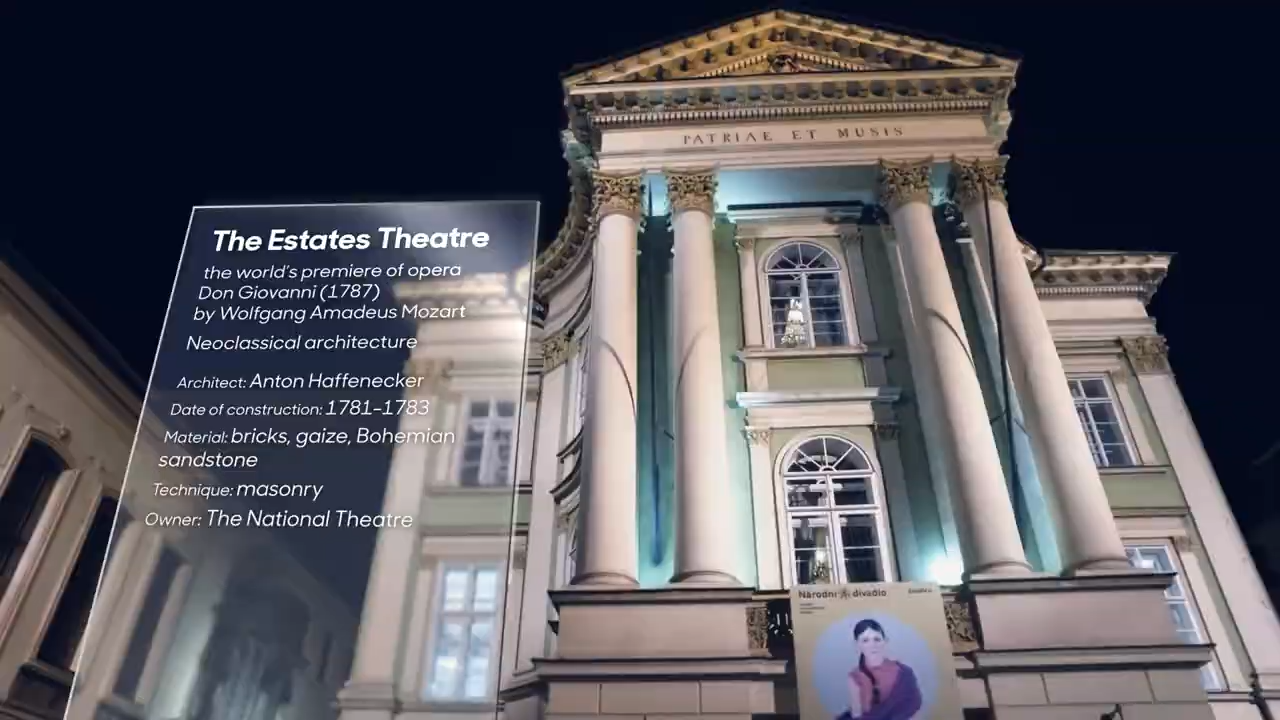 PATRIAE ET MUSIS
The Estates Theatre
the world's premiere of opera
Don Giovanni (1787)
by Wolfgang Amadeus Mozart
Neoclassical architecture
Architect: Anton Haffenecker
Date of construction: 1781-1783
Material: bricks, gaize, Bohemian
sandstone
Technique: masonry
Owner: The National Theatre
Národní divadlo